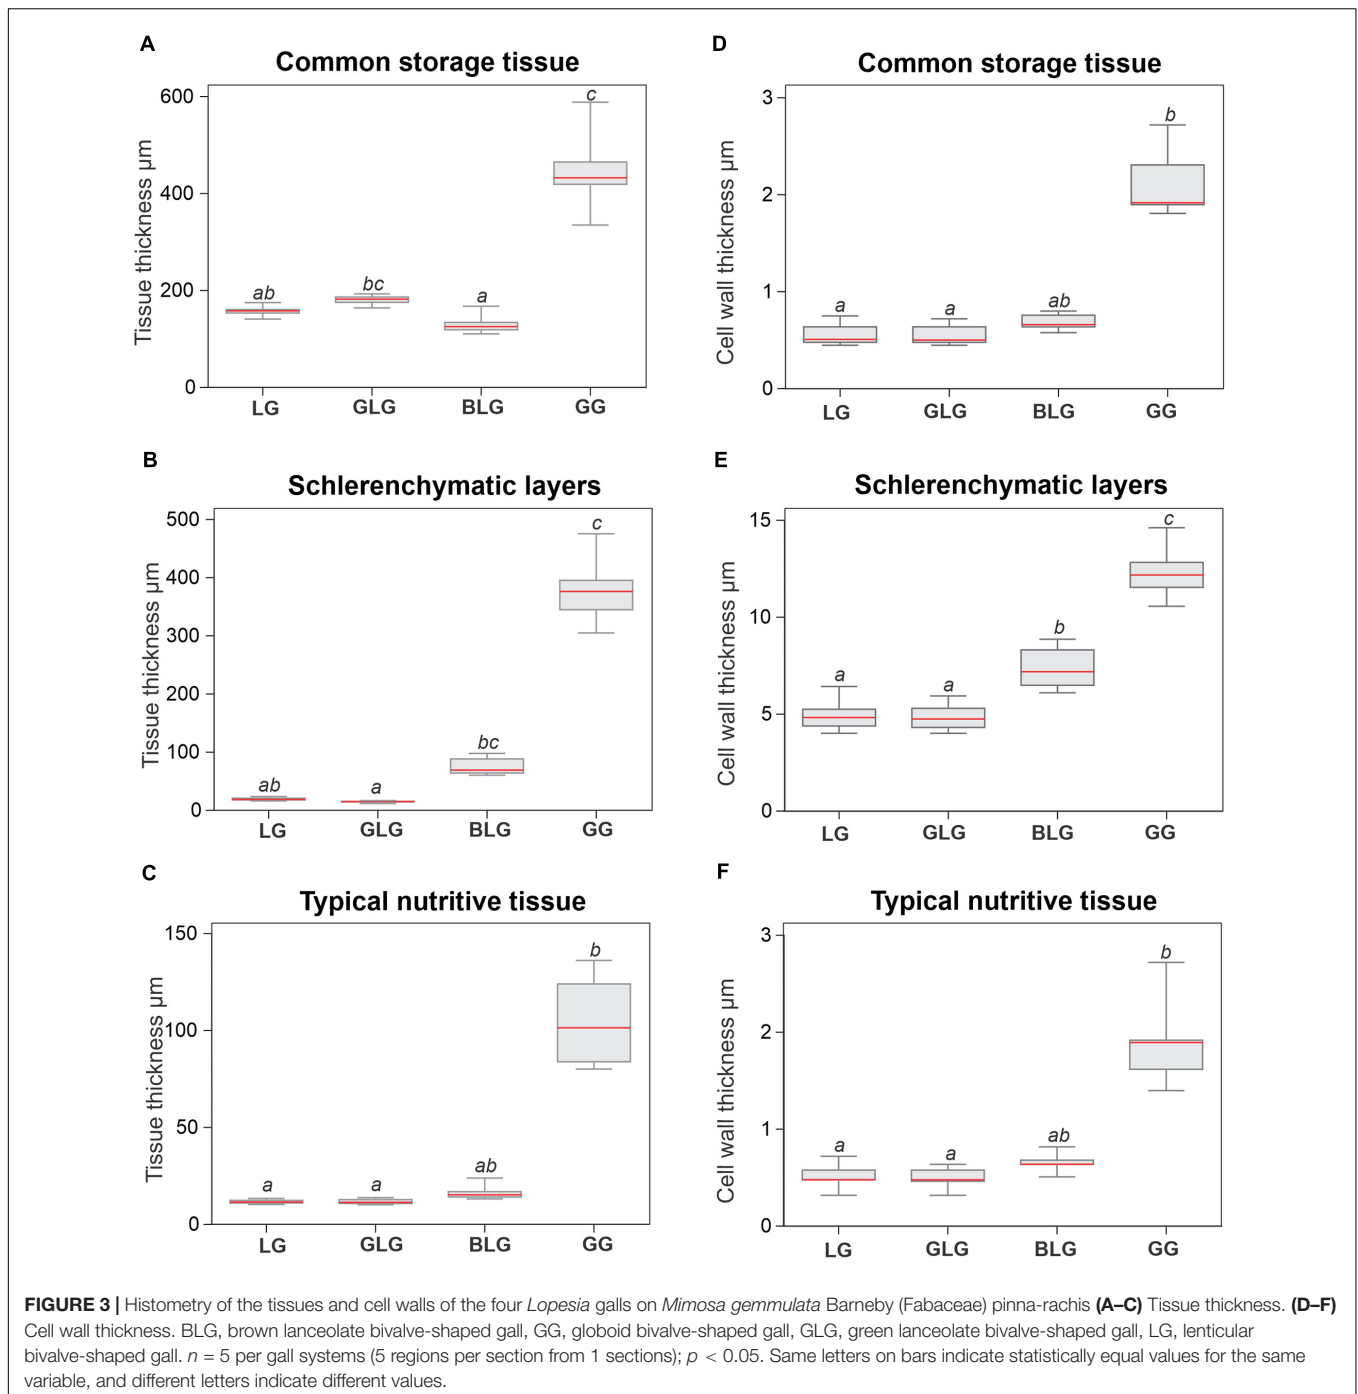 A
Common storage tissue
Tissue thickness µm
600
400
200
0
ab
bc
a
c
LG
GLG
BLG
GG
B
Schlerenchymatic layers
Tissue thickness µm
500
400
300
200
100
0
ab
a
bc
c
LG
GLG
BLG
GG
C
Typical nutritive tissue
Tissue thickness µm
150
100
50
0
a
a
ab
b
LG
GLG
BLG
GG
D
Common storage tissue
Cell wall thickness µm
3
2
1
0
a
a
ab
b
LG
GLG
BLG
GG
E
Schlerenchymatic layers
Cell wall thickness µm
15
10
5
0
a
a
b
c
LG
GLG
BLG
GG
F
Typical nutritive tissue
Cell wall thickness µm
3
2
1
0
a
a
ab
b
LG
GLG
BLG
GG
FIGURE 3 | Histometry of the tissues and cell walls of the four Lopesia galls on Mimosa gemmulata Barneby (Fabaceae) pinna-rachis (A–C) Tissue thickness. (D–F)
Cell wall thickness. BLG, brown lanceolate bivalve-shaped gall, GG, globoid bivalve-shaped gall, GLG, green lanceolate bivalve-shaped gall, LG, lenticular
bivalve-shaped gall. n = 5 per gall systems (5 regions per section from 1 sections); p < 0.05. Same letters on bars indicate statistically equal values for the same
variable, and different letters indicate different values.